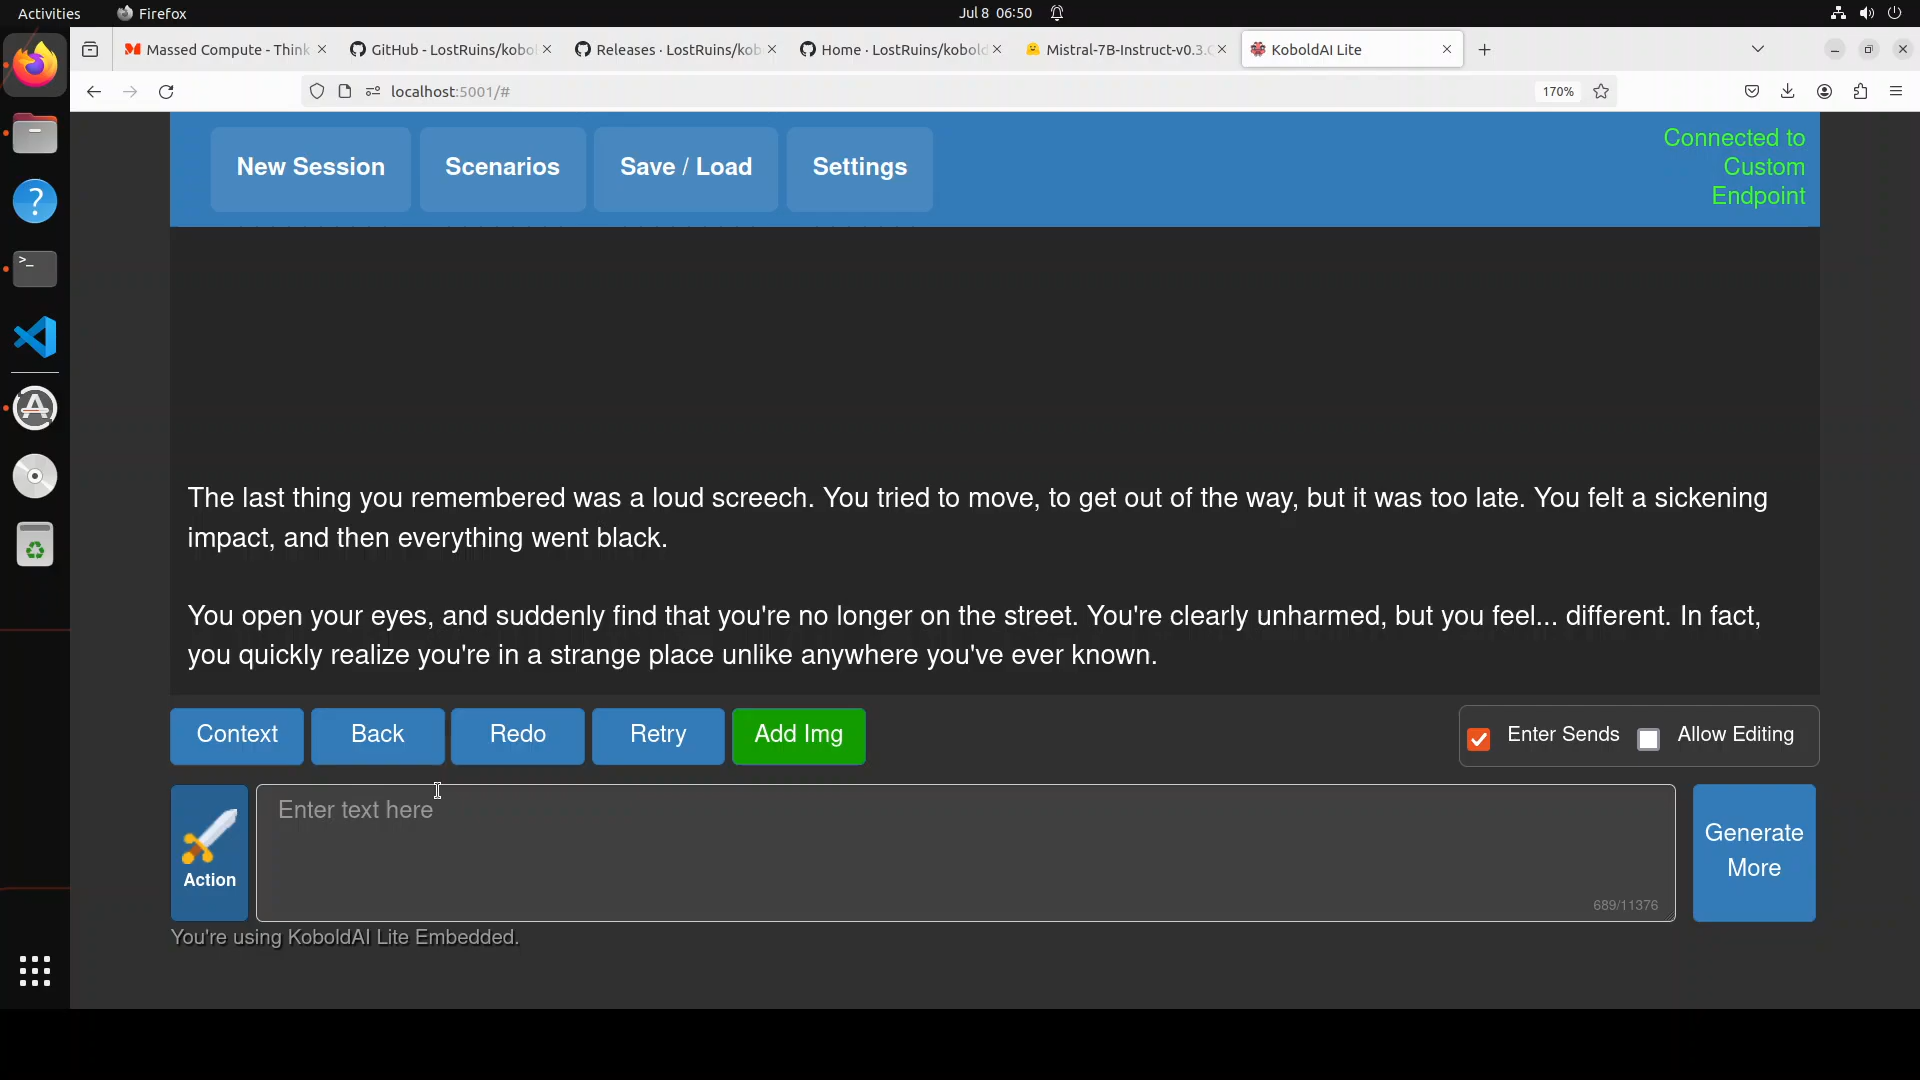 Activities Firefox Jul 8 06:50
Massed Compute - Think GitHub - LostRuins/kobol Releases · LostRuins/kob Home · LostRuins/kobold Mistral-7B-Instruct-v0.3.G KoboldAI Lite
localhost:5001/# 170%
New Session Scenarios Save / Load Settings
Connected to
Custom
Endpoint
The last thing you remembered was a loud screech. You tried to move, to get out of the way, but it was too late. You felt a sickening
impact, and then everything went black.
You open your eyes, and suddenly find that you're no longer on the street. You're clearly unharmed, but you feel... different. In fact,
you quickly realize you're in a strange place unlike anywhere you've ever known.
Context Back Redo Retry Add Img Enter Sends Allow Editing
Enter text here
Action
Generate
More
689/11376
You're using KoboldAI Lite Embedded.